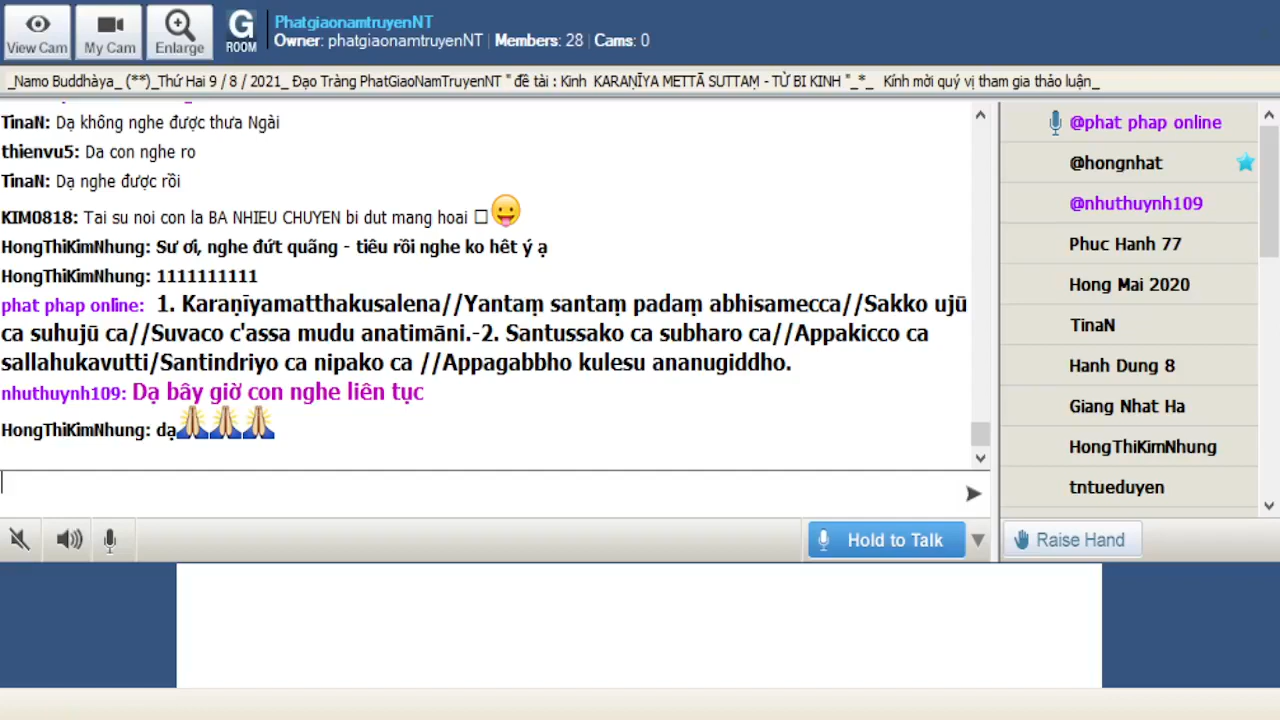 View Cam
My Cam
Enlarge
G
ROOM
PhatgiaonamtruyenNT
Owner: phatgiaonamtruyenNT | Members: 28 | Cams: 0
_Namo Buddhàya_ (**)_Thứ Hai 9 / 8 / 2021_ Đạo Tràng PhatGiaoNamTruyenNT " đề tài : Kinh KARAṆĪYA METTĀ SUTTAṂ - TỪ BI KINH "_*_ Kính mời quý vị tham gia thảo luận_
TinaN: Dạ không nghe được thưa Ngài
thienvu5: Da con nghe ro
TinaN: Dạ nghe được rồi
KIM0818: Tai su noi con la BA NHIEU CHUYEN bi dut mang hoai
HongThiKimNhung: Sư ơi, nghe đứt quãng - tiêu rồi nghe ko hêt ý ạ
HongThiKimNhung: 1111111111
phat phap online: 1. Karaṇīyamatthakusalena//Yantaṃ santaṃ padaṃ abhisamecca//Sakko ujū
ca suhujū ca//Suvaco c'assa mudu anatimāni.-2. Santussako ca subharo ca//Appakicco ca
sallahukavutti/Santindriyo ca nipako ca //Appagabbho kulesu ananugiddho.
nhuthuynh109: Dạ bây giờ con nghe liên tục
HongThiKimNhung: dạ
@phat phap online
@hongnhat
@nhuthuynh109
Phuc Hanh 77
Hong Mai 2020
TinaN
Hanh Dung 8
Giang Nhat Ha
HongThiKimNhung
tntueduyen
Hold to Talk
Raise Hand